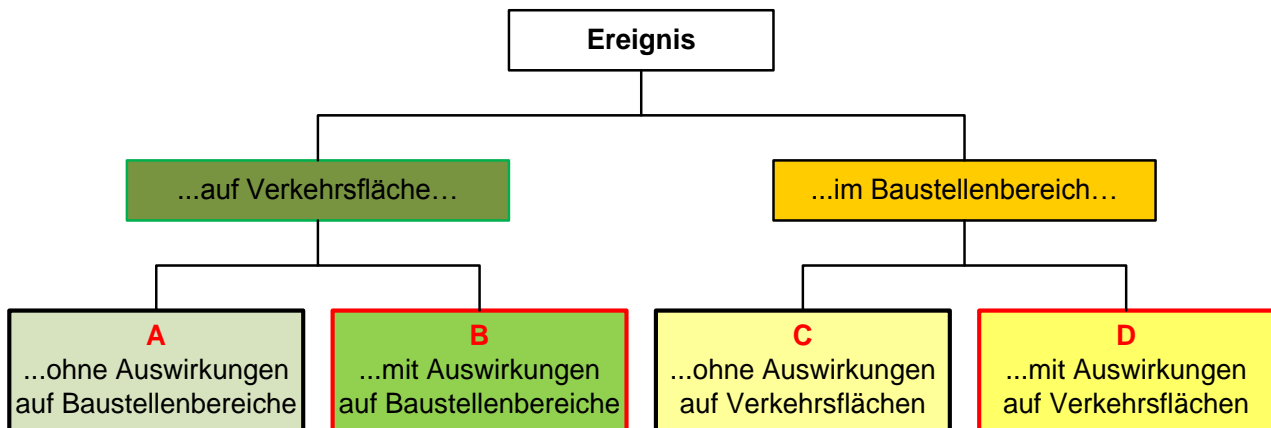 Ereignis
...auf Verkehrsfläche…
...im Baustellenbereich…
A
...ohne Auswirkungen
auf Baustellenbereiche
B
...mit Auswirkungen
auf Baustellenbereiche
C
...ohne Auswirkungen
auf Verkehrsflächen
D
...mit Auswirkungen
auf Verkehrsflächen